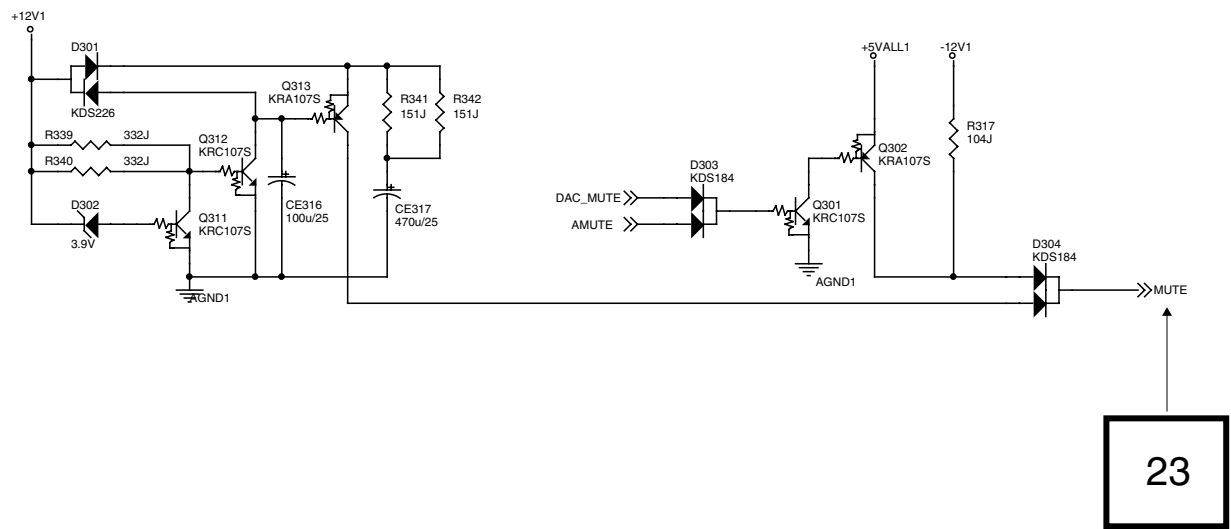 +12V1
D301
KDS226
R339 332J
R340 332J
D302
3.9V
Q311
KRC107S
Q312
KRC107S
AGND1
CE316
100u/25
Q313
KRA107S
R341
151J
R342
151J
CE317
470u/25
DAC_MUTE
AMUTE
D303
KDS184
Q301
KRC107S
AGND1
+5VALL1
Q302
KRA107S
-12V1
R317
104J
D304
KDS184
MUTE
23